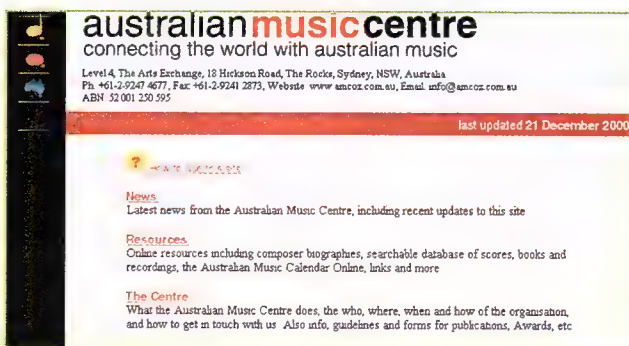 australian music centre
connecting the world with australian music
Level 4, The Arts Exchange, 18 Hickson Road, The Rocks, Sydney, NSW, Australia
Ph +61-2-9247 4677, Fax +61-2-9241 2873, Website www amcoz com au, Email info@amcoz com au
ABN 52 001 250 595
last updated 21 December 2000
?
News
Latest news from the Australian Music Centre, including recent updates to this site
Resources
Online resources including composer biographies, searchable database of scores, books and
recordings, the Australian Music Calendar Online, links and more
The Centre
What the Australian Music Centre does, the who, where, when and how of the organisation,
and how to get in touch with us Also info, guidelines and forms for publications, Awards, etc